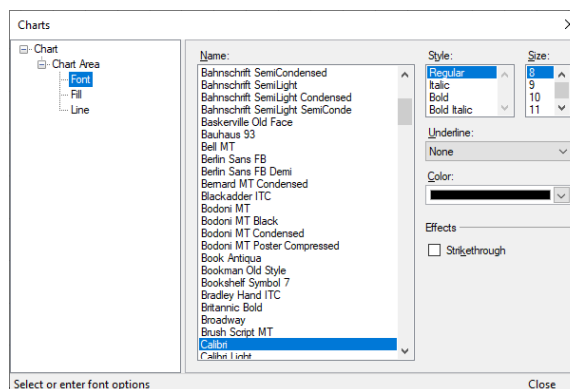 Charts
Chart
Chart Area
Font
Fill
Line
Name:
Bahnschrift SemiCondensed
Bahnschrift SemiLight
Bahnschrift SemiLight Condensed
Bahnschrift SemiLight SemiConde
Baskerville Old Face
Bauhaus 93
Bell MT
Berlin Sans FB
Berlin Sans FB Demi
Bernard MT Condensed
Blackadder ITC
Bodoni MT
Bodoni MT Black
Bodoni MT Condensed
Bodoni MT Poster Compressed
Book Antiqua
Bookman Old Style
Bookshelf Symbol 7
Bradley Hand ITC
Britannic Bold
Broadway
Brush Script MT
Calibri
Calibri Light
Style:
Regular
Italic
Bold
Bold Italic
Size:
8
9
10
11
Underline:
None
Color:
Effects
Strikethrough
Select or enter font options
Close